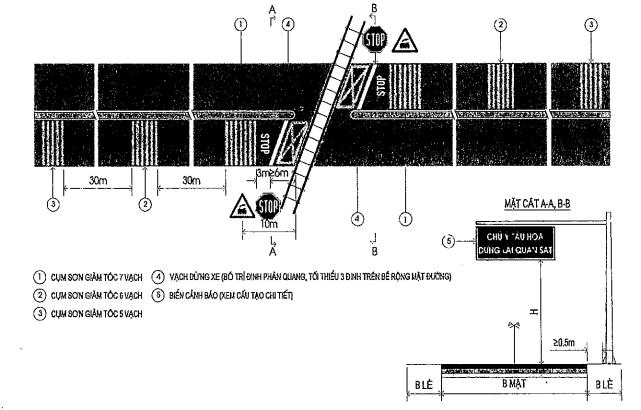 A
B
1
4
2
3
STOP
STOP
STOP
30m
30m
3m
≥6m
STOP
3
2
10m
4
1
A
B
MẶT CẮT A-A, B-B
5
CHÚ Ý TÀU HỎA
DỪNG LẠI QUAN SÁT
H
≥0.5m
B LỀ
B MẶT
B LỀ
1 CỤM SƠN GIẢM TỐC 7 VẠCH
4 VẠCH DỪNG XE (BỐ TRÍ ĐINH PHẢN QUANG, TỐI THIỂU 3 ĐINH TRÊN BỀ RỘNG MẶT ĐƯỜNG)
2 CỤM SƠN GIẢM TỐC 6 VẠCH
5 BIỂN CẢNH BÁO (XEM CẤU TẠO CHI TIẾT)
3 CỤM SƠN GIẢM TỐC 5 VẠCH